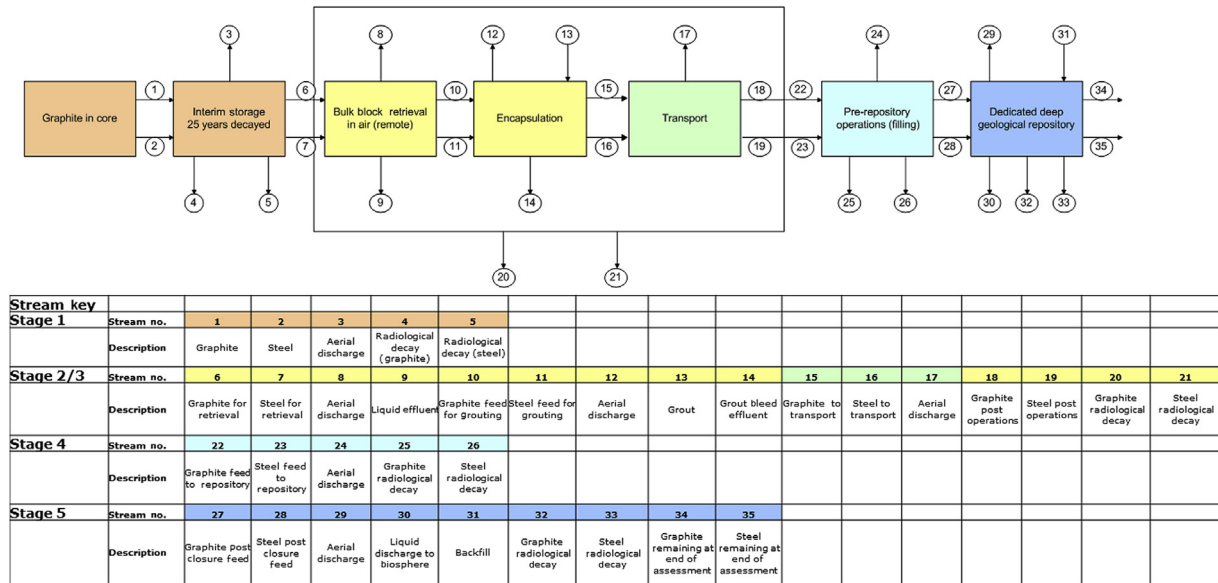 3
8
12
13
17
24
29
31
1
6
10
15
18
22
27
34
Graphite in core
Interim storage
25 years decayed
Bulk block retrieval
in air (remote)
Encapsulation
Transport
Pre-repository
operations (filling)
Dedicated deep
geological repository
2
7
11
16
19
23
28
35
4
5
9
14
25
26
30
32
33
20
21
Stream key
Stage 1 Stream no. 1 2 3 4 5
Description Graphite Steel Aerial
discharge Radiological
decay
(graphite) Radiological
decay (steel)
Stage 2/3 Stream no. 6 7 8 9 10 11 12 13 14 15 16 17 18 19 20 21
Description Graphite for
retrieval Steel for
retrieval Aerial
discharge Liquid effluent Graphite feed
for grouting Steel feed for
grouting Aerial
discharge Grout Grout bleed
effluent Graphite to
transport Steel to
transport Aerial
discharge Graphite
post
operations Steel post
operations Graphite
radiological
decay Steel
radiological
decay
Stage 4 Stream no. 22 23 24 25 26
Description Graphite feed
to repository Steel feed
to
repository Aerial
discharge Graphite
radiological
decay Steel
radiological
decay
Stage 5 Stream no. 27 28 29 30 31 32 33 34 35
Description Graphite post
closure feed Steel post
closure
feed Aerial
discharge Liquid
discharge to
biosphere Backfill Graphite
radiological
decay Steel
radiological
decay Graphite
remaining at
end of
assessment Steel
remaining at
end of
assessment